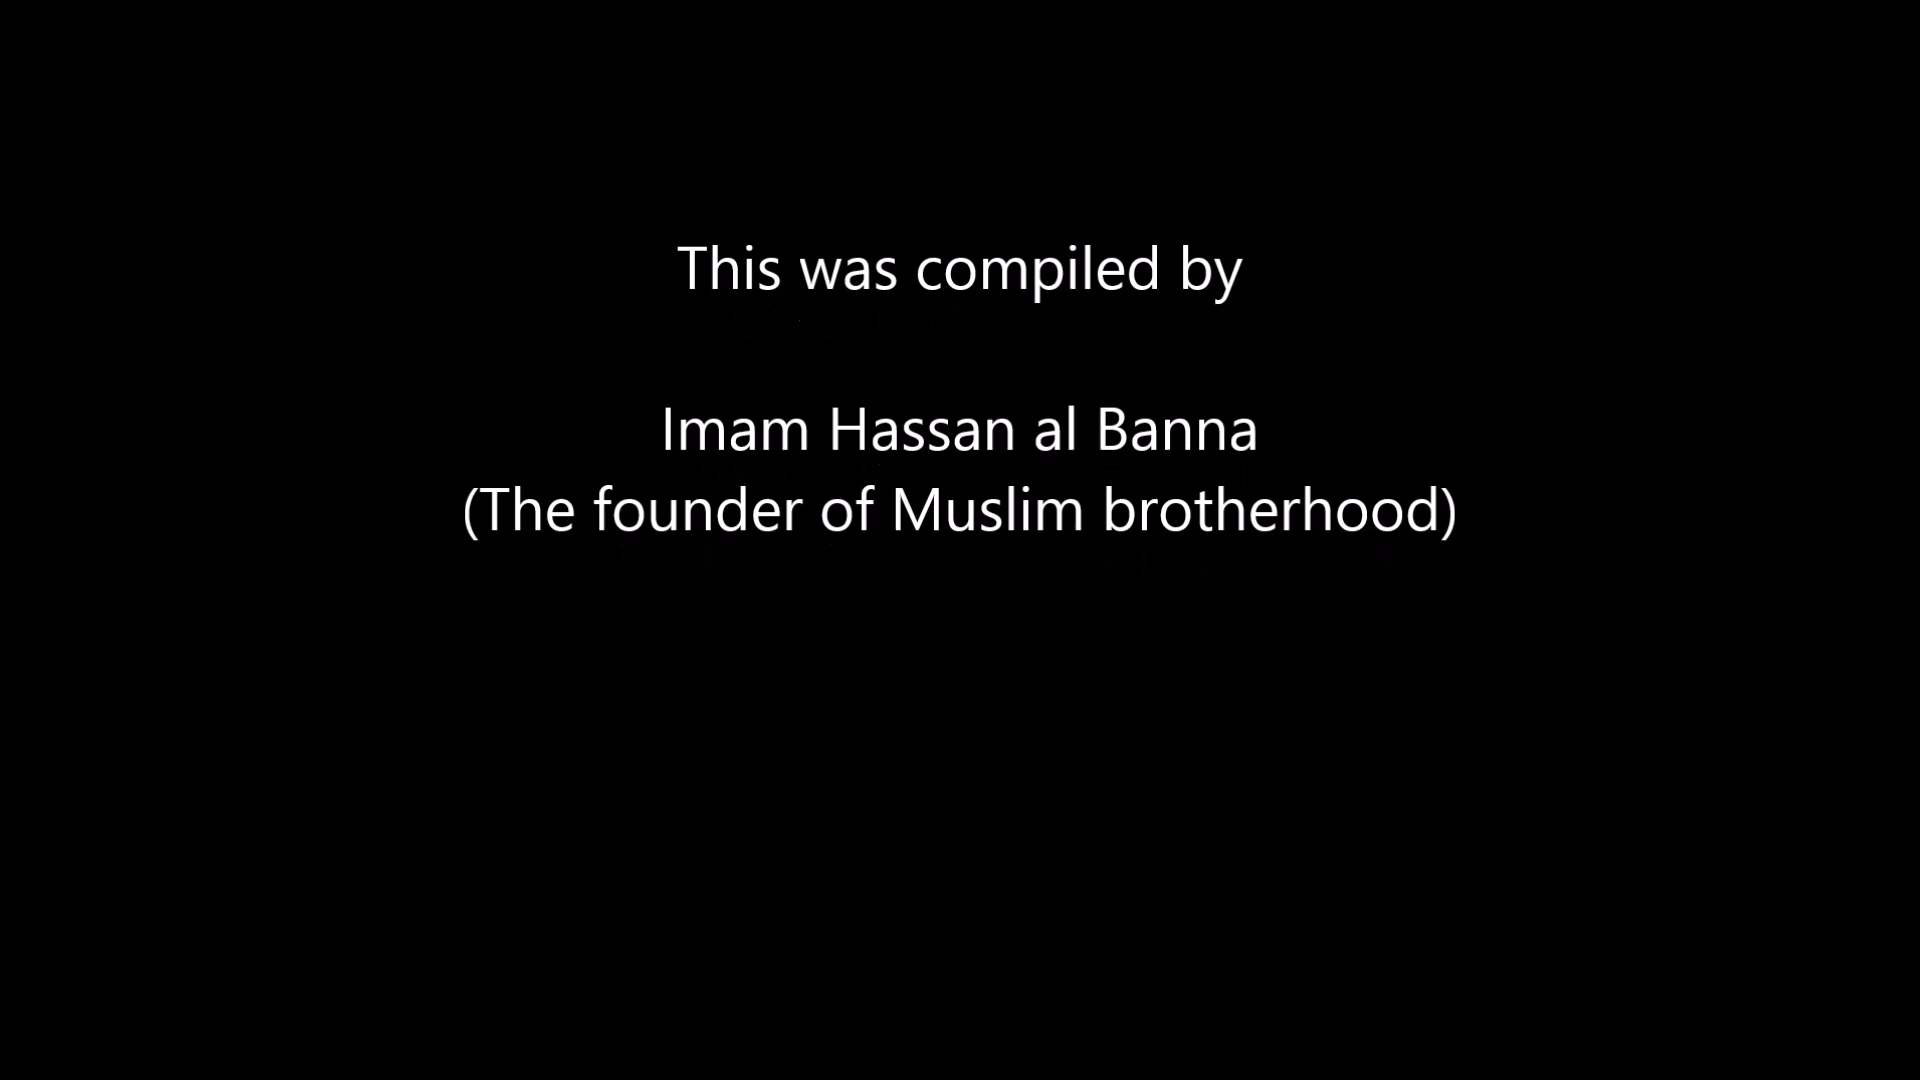 This was compiled by
Imam Hassan al Banna
(The founder of Muslim brotherhood)